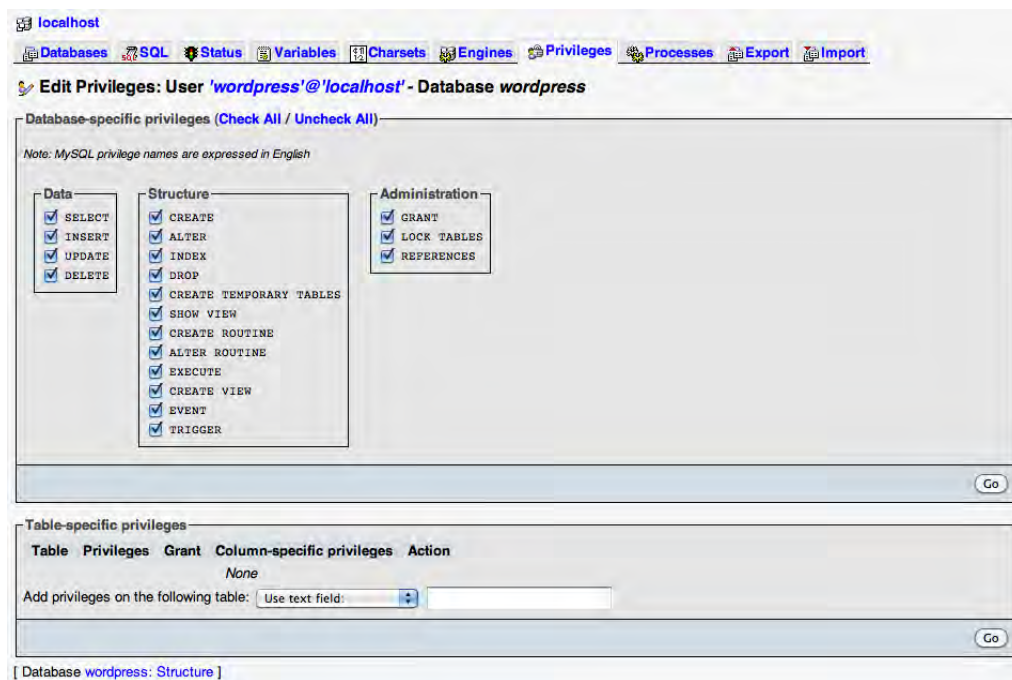 localhost
Databases SQL Status Variables Charsets Engines Privileges Processes Export Import
Edit Privileges: User 'wordpress'@'localhost' - Database wordpress
Database-specific privileges (Check All / Uncheck All)
Note: MySQL privilege names are expressed in English
Data
SELECT
INSERT
UPDATE
DELETE
Structure
CREATE
ALTER
INDEX
DROP
CREATE TEMPORARY TABLES
SHOW VIEW
CREATE ROUTINE
ALTER ROUTINE
EXECUTE
CREATE VIEW
EVENT
TRIGGER
Administration
GRANT
LOCK TABLES
REFERENCES
Go
Table-specific privileges
Table Privileges Grant Column-specific privileges Action
None
Add privileges on the following table: Use text field:
Go
[ Database wordpress: Structure ]